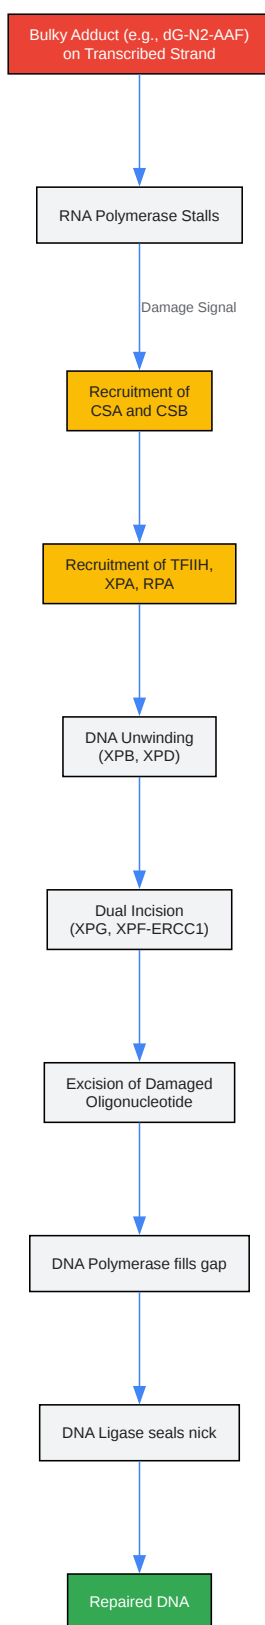 Bulky Adduct (e.g., dG-N2-AAF)
on Transcribed Strand
RNA Polymerase Stalls
Damage Signal
Recruitment of
CSA and CSB
Recruitment of TFIIH,
XPA, RPA
DNA Unwinding
(XPB, XPD)
Dual Incision
(XPG, XPF-ERCC1)
Excision of Damaged
Oligonucleotide
DNA Polymerase fills gap
DNA Ligase seals nick
Repaired DNA